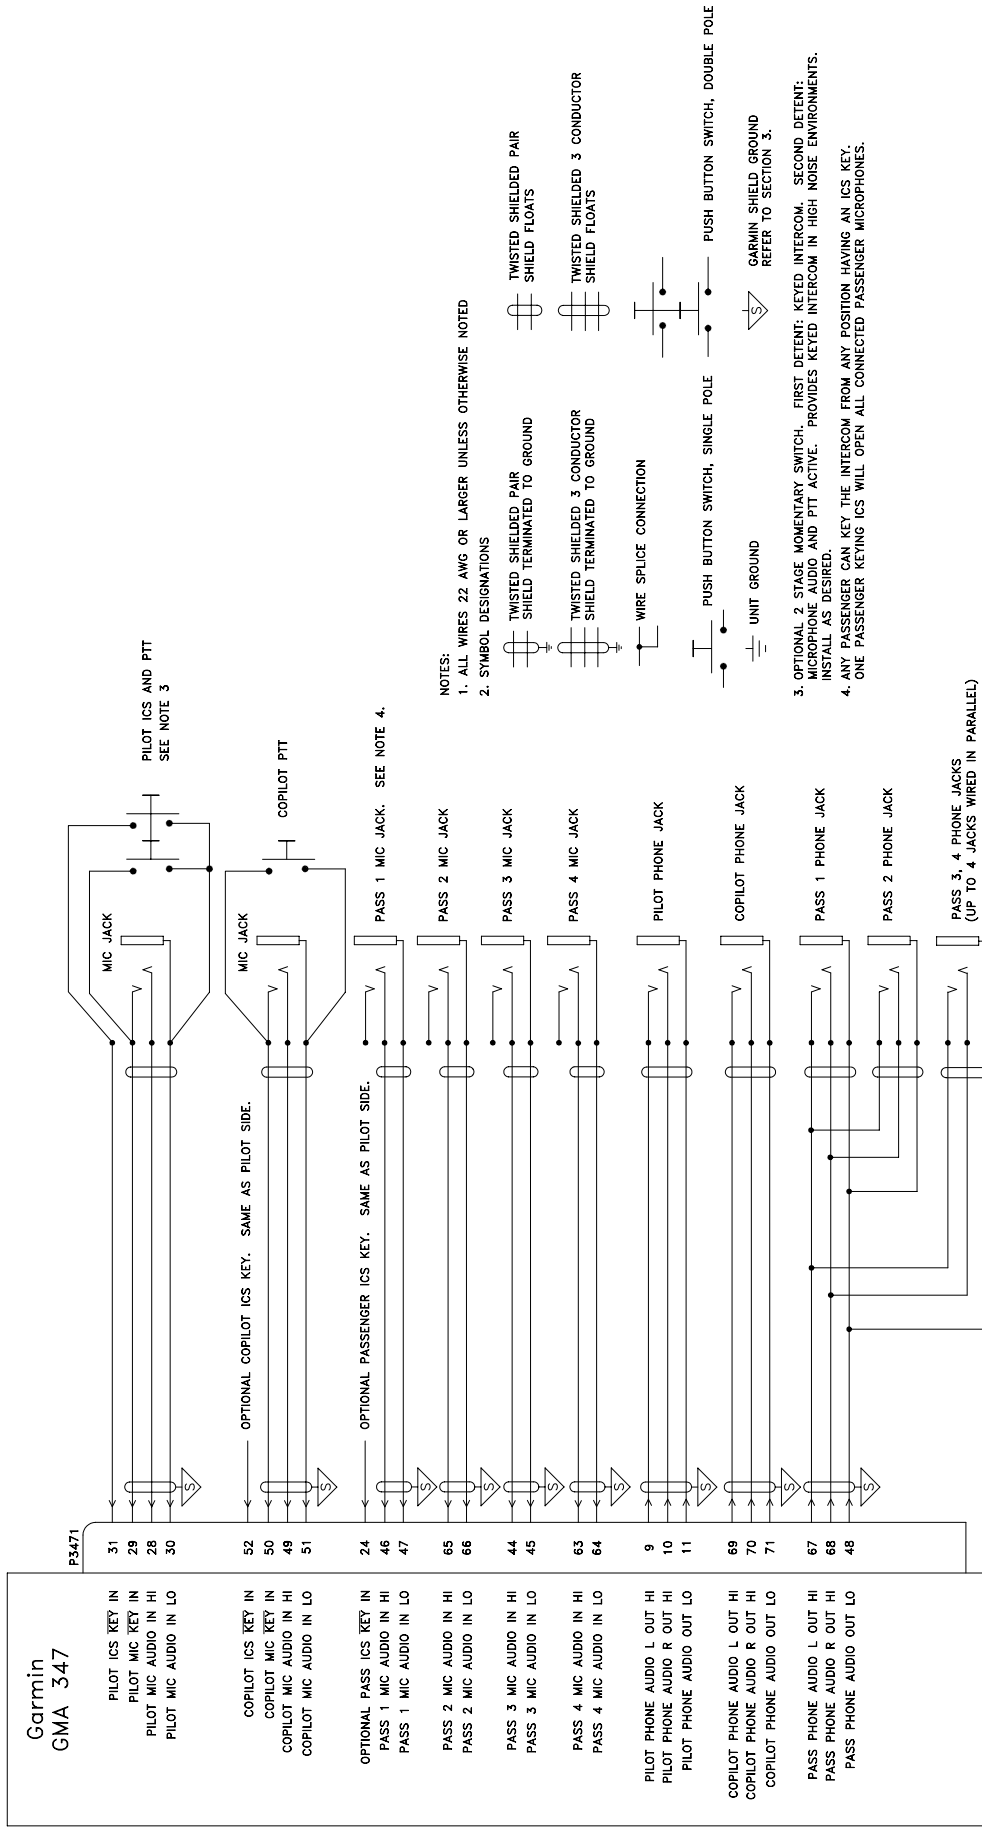 Garmin
GMA 347
P3471
PILOT ICS KEY IN 31
PILOT MIC KEY IN 29
PILOT MIC AUDIO IN HI 28
PILOT MIC AUDIO IN LO 30
COPILOT ICS KEY IN 52
COPILOT MIC KEY IN 50
COPILOT MIC AUDIO IN HI 49
COPILOT MIC AUDIO IN LO 51
OPTIONAL PASS ICS KEY IN 24
PASS 1 MIC AUDIO IN HI 46
PASS 1 MIC AUDIO IN LO 47
PASS 2 MIC AUDIO IN HI 65
PASS 2 MIC AUDIO IN LO 66
PASS 3 MIC AUDIO IN HI 44
PASS 3 MIC AUDIO IN LO 45
PASS 4 MIC AUDIO IN HI 63
PASS 4 MIC AUDIO IN LO 64
PILOT PHONE AUDIO L OUT HI 9
PILOT PHONE AUDIO R OUT HI 10
PILOT PHONE AUDIO OUT LO 11
COPILOT PHONE AUDIO L OUT HI 69
COPILOT PHONE AUDIO R OUT HI 70
COPILOT PHONE AUDIO OUT LO 71
PASS PHONE AUDIO L OUT HI 67
PASS PHONE AUDIO R OUT HI 68
PASS PHONE AUDIO OUT LO 48
S
S
S
S
S
S
S
S
S
OPTIONAL COPILOT ICS KEY. SAME AS PILOT SIDE.
OPTIONAL PASSENGER ICS KEY. SAME AS PILOT SIDE.
MIC JACK
PILOT ICS AND PTT
SEE NOTE 3
MIC JACK
COPILOT PTT
PASS 1 MIC JACK. SEE NOTE 4.
PASS 2 MIC JACK
PASS 3 MIC JACK
PASS 4 MIC JACK
PILOT PHONE JACK
COPILOT PHONE JACK
PASS 1 PHONE JACK
PASS 2 PHONE JACK
PASS 3, 4 PHONE JACKS
(UP TO 4 JACKS WIRED IN PARALLEL)
NOTES:
1. ALL WIRES 22 AWG OR LARGER UNLESS OTHERWISE NOTED
2. SYMBOL DESIGNATIONS
TWISTED SHIELDED PAIR
SHIELD TERMINATED TO GROUND
TWISTED SHIELDED PAIR
SHIELD FLOATS
TWISTED SHIELDED 3 CONDUCTOR
SHIELD TERMINATED TO GROUND
TWISTED SHIELDED 3 CONDUCTOR
SHIELD FLOATS
WIRE SPLICE CONNECTION
PUSH BUTTON SWITCH, SINGLE POLE
PUSH BUTTON SWITCH, DOUBLE POLE
UNIT GROUND
S
GARMIN SHIELD GROUND
REFER TO SECTION 3.
3. OPTIONAL 2 STAGE MOMENTARY SWITCH. FIRST DETENT: KEYED INTERCOM. SECOND DETENT:
MICROPHONE AUDIO AND PTT ACTIVE. PROVIDES KEYED INTERCOM IN HIGH NOISE ENVIRONMENTS.
INSTALL AS DESIRED.
4. ANY PASSENGER CAN KEY THE INTERCOM FROM ANY POSITION HAVING AN ICS KEY.
ONE PASSENGER KEYING ICS WILL OPEN ALL CONNECTED PASSENGER MICROPHONES.